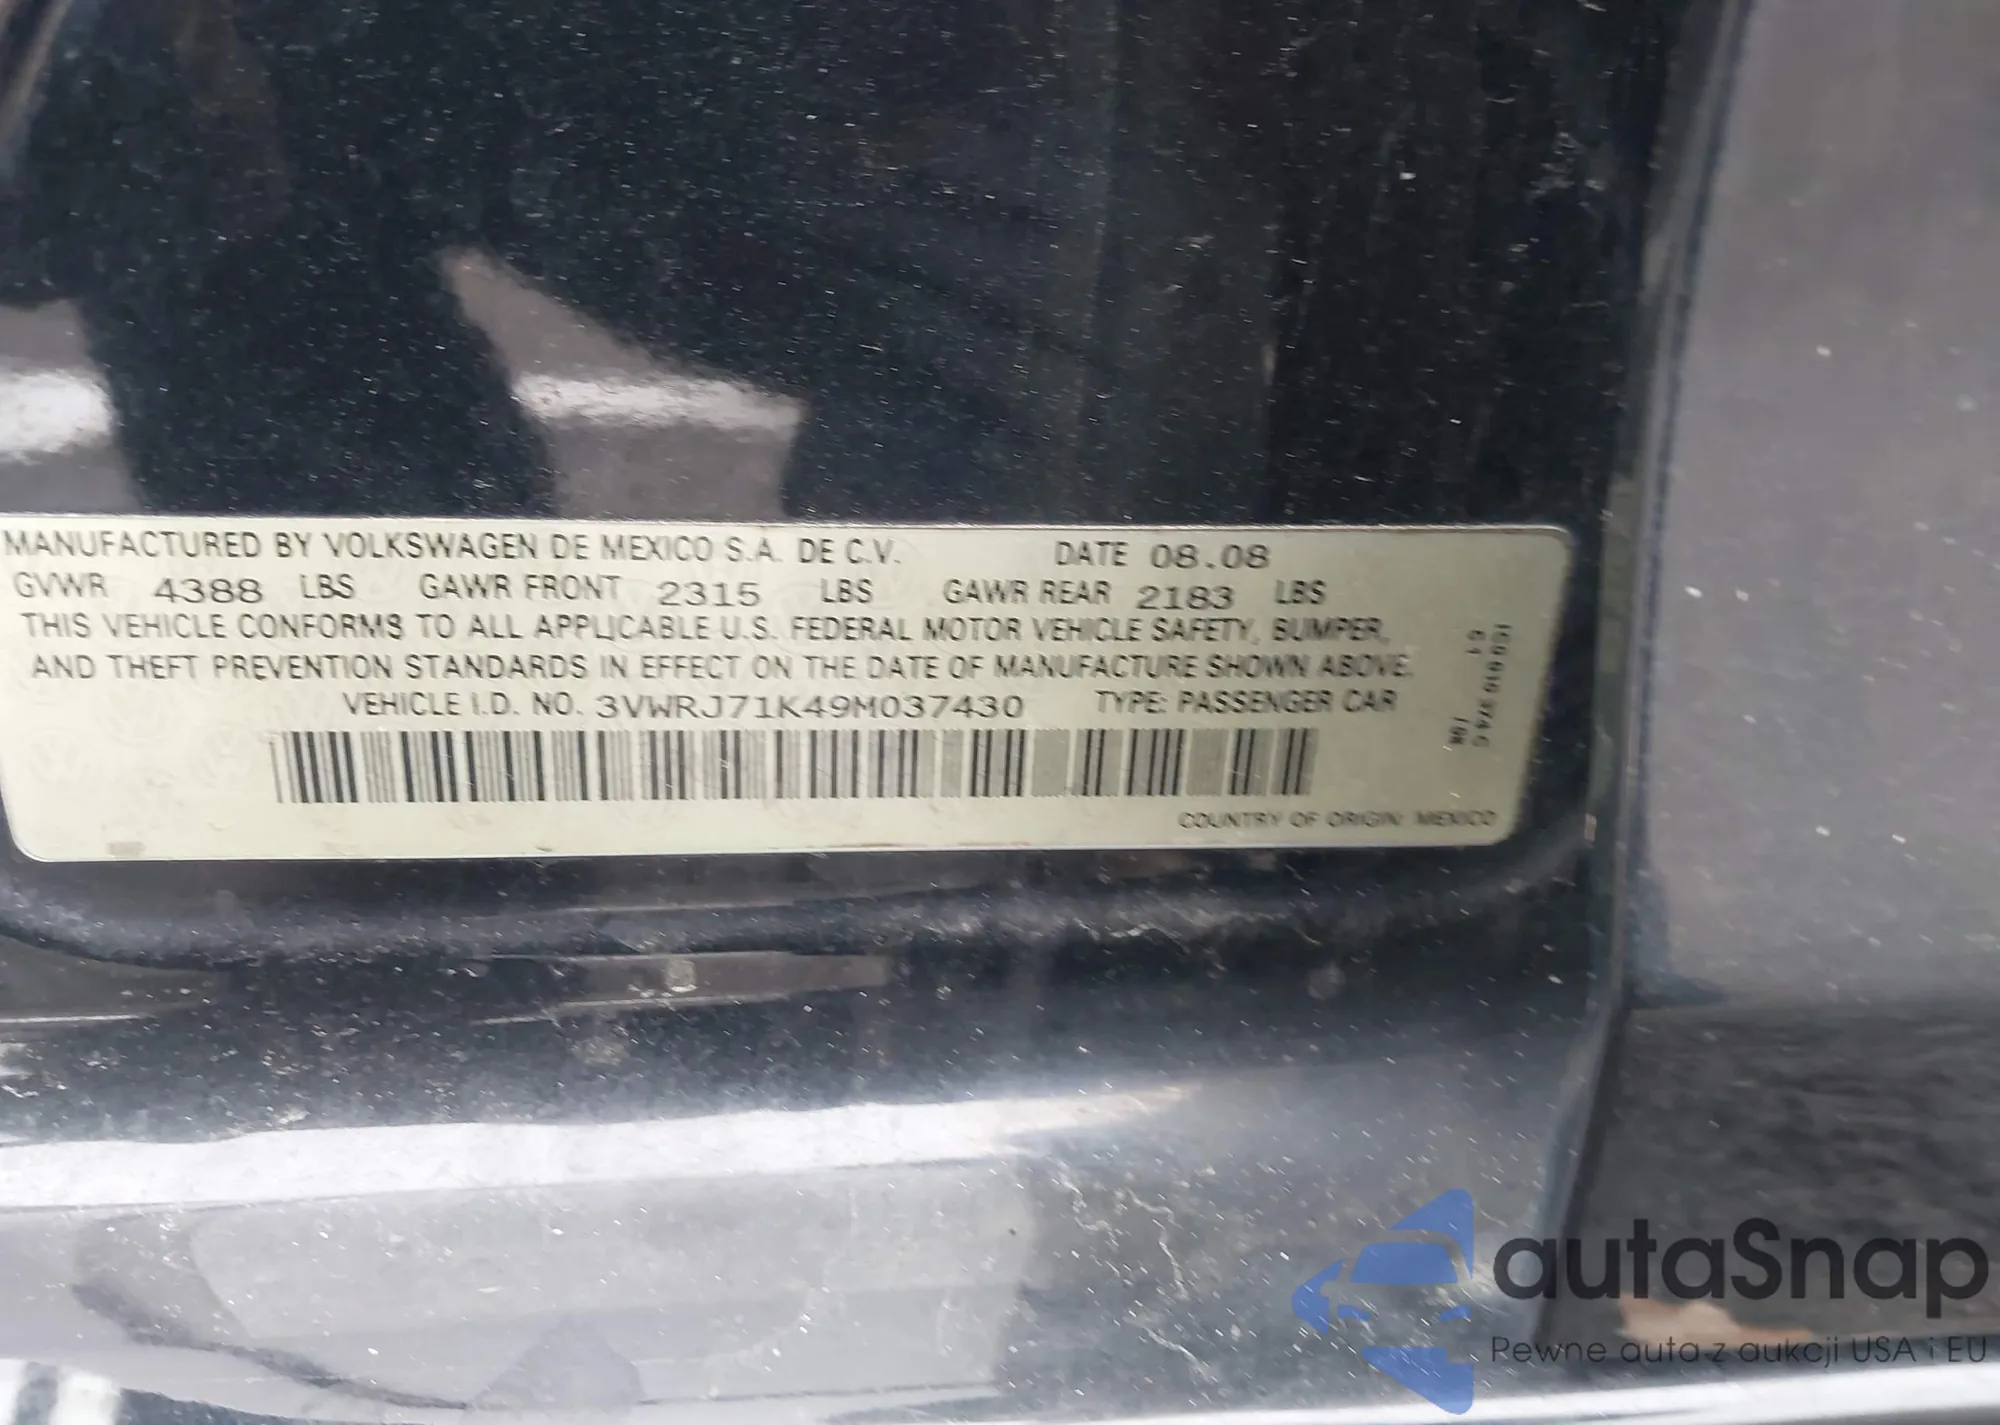 MANUFACTURED BY VOLKSWAGEN DE MEXICO S.A. DE C.V. DATE 08.08
GVWR 4388 LBS GAWR FRONT 2315 LBS GAWR REAR 2183 LBS
THIS VEHICLE CONFORMS TO ALL APPLICABLE U.S. FEDERAL MOTOR VEHICLE SAFETY, BUMPER,
AND THEFT PREVENTION STANDARDS IN EFFECT ON THE DATE OF MANUFACTURE SHOWN ABOVE.
VEHICLE I.D. NO. 3VWRJ71K49M037430 TYPE: PASSENGER CAR
COUNTRY OF ORIGIN: MEXICO
autaSnap
Pewne auta z aukcji USA i EU